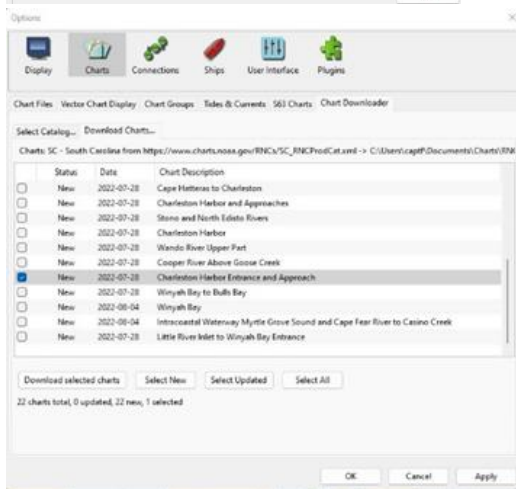 Options
Display Charts Connections Ships User Interface Plugins
Chart Files Vector Chart Display Chart Groups Tides & Currents S63 Charts Chart Downloader
Select Catalog... Download Charts...
Charts: SC - South Carolina from https://www.charts.noaa.gov/RNCs/SC_RNCProdCat.xml -> C:\Users\captf\Documents\Charts\RNC
Status Date Chart Description
New 2022-07-28 Cape Hatteras to Charleston
New 2022-07-28 Charleston Harbor and Approaches
New 2022-07-28 Stono and North Edisto Rivers
New 2022-07-28 Charleston Harbor
New 2022-07-28 Wando River Upper Part
New 2022-07-28 Cooper River Above Goose Creek
New 2022-07-28 Charleston Harbor Entrance and Approach
New 2022-07-28 Winyah Bay to Bulls Bay
New 2022-08-04 Winyah Bay
New 2022-08-04 Intracoastal Waterway Myrtle Grove Sound and Cape Fear River to Casino Creek
New 2022-07-28 Little River Inlet to Winyah Bay Entrance
Download selected charts Select New Select Updated Select All
22 charts total, 0 updated, 22 new, 1 selected
OK Cancel Apply